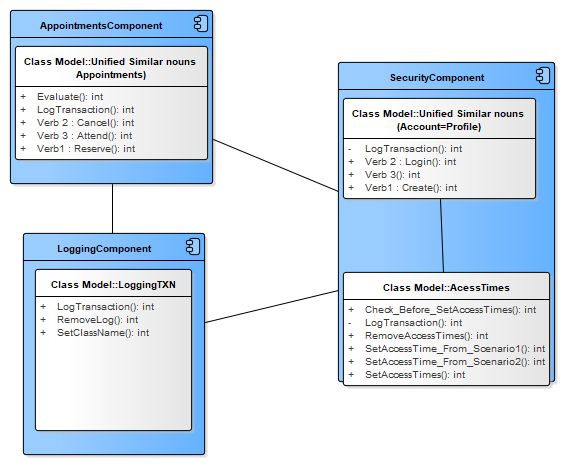 AppointmentsComponent
Class Model::Unified Similar nouns
Appointments)
+ Evaluate(): int
+ LogTransaction(): int
+ Verb 2 : Cancel(): int
+ Verb 3 : Attend(): int
+ Verb1 : Reserve(): int
SecurityComponent
Class Model::Unified Similar nouns
(Account=Profile)
- LogTransaction(): int
+ Verb 2 : Login(): int
+ Verb 3(): int
+ Verb1 : Create(): int
LoggingComponent
Class Model::LoggingTXN
+ LogTransaction(): int
+ RemoveLog(): int
+ SetClassName(): int
Class Model::AcessTimes
+ Check_Before_SetAccessTimes(): int
- LogTransaction(): int
+ RemoveAccessTimes(): int
+ SetAccessTime_From_Scenario1(): int
+ SetAccessTime_From_Scenario2(): int
+ SetAccessTimes(): int